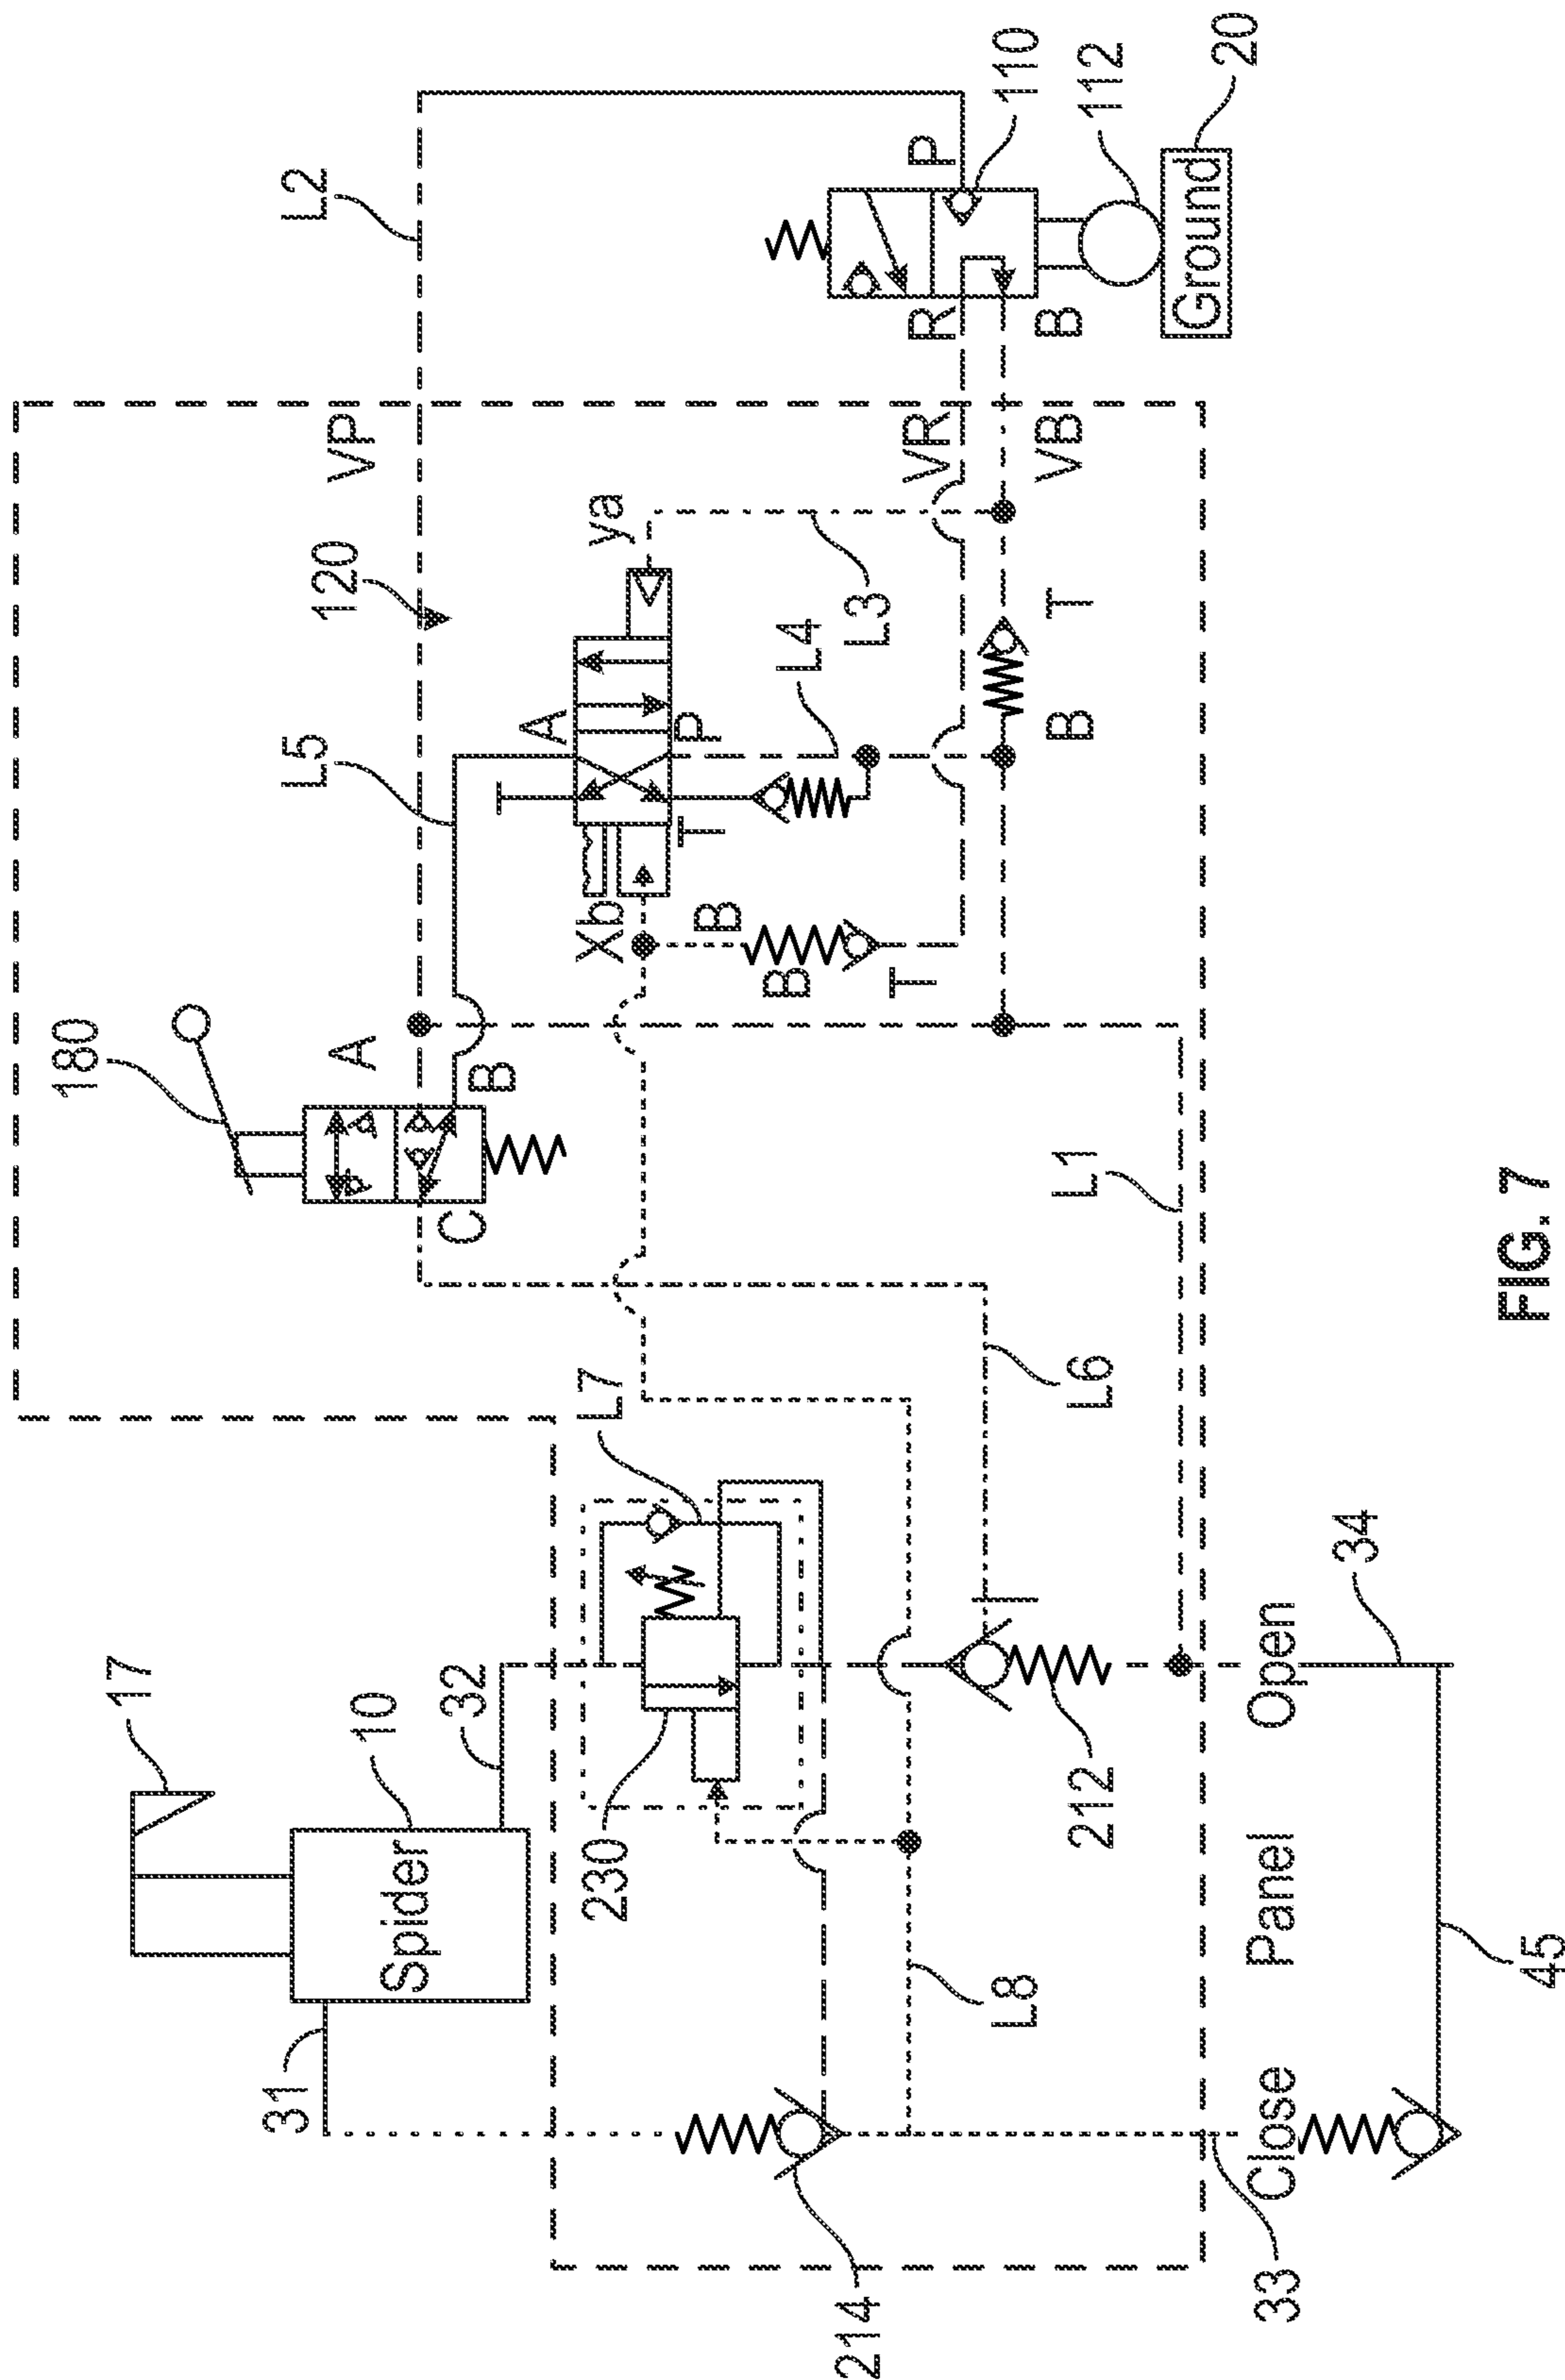 17
10
Spider
31
32
180
L5
120
L2
VP
A
B
C
A
ya
P
T
Xb
B
B
T
L4
L3
VR
VB
B
T
P
R
B
110
112
Ground
20
L7
230
L6
L1
T
212
L8
214
33
Close
Panel
Open
34
45
FIG. 7